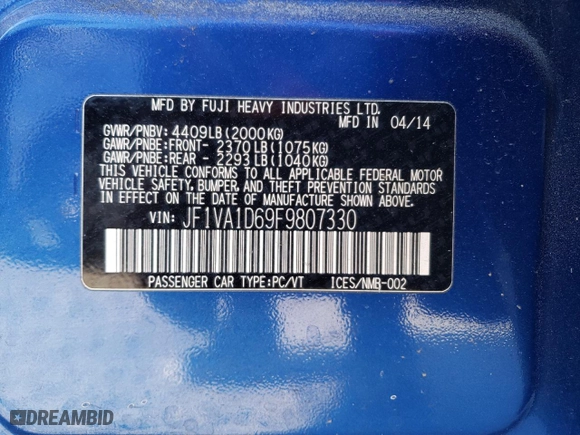 MFD BY FUJI HEAVY INDUSTRIES LTD.
MFD IN 04/14
GVWR/PNBV: 4409LB(2000KG)
GAWR/PNBE:FRONT- 2370LB(1075KG)
GAWR/PNBE:REAR - 2293LB(1040KG)
THIS VEHICLE CONFORMS TO ALL APPLICABLE FEDERAL MOTOR
VEHICLE SAFETY, BUMPER, AND THEFT PREVENTION STANDARDS
IN EFFECT ON THE DATE OF MANUFACTURE SHOWN ABOVE.
VIN: JF1VA1D69F9807330
PASSENGER CAR TYPE:PC/VT ICES/NMB-002
DREAMBID